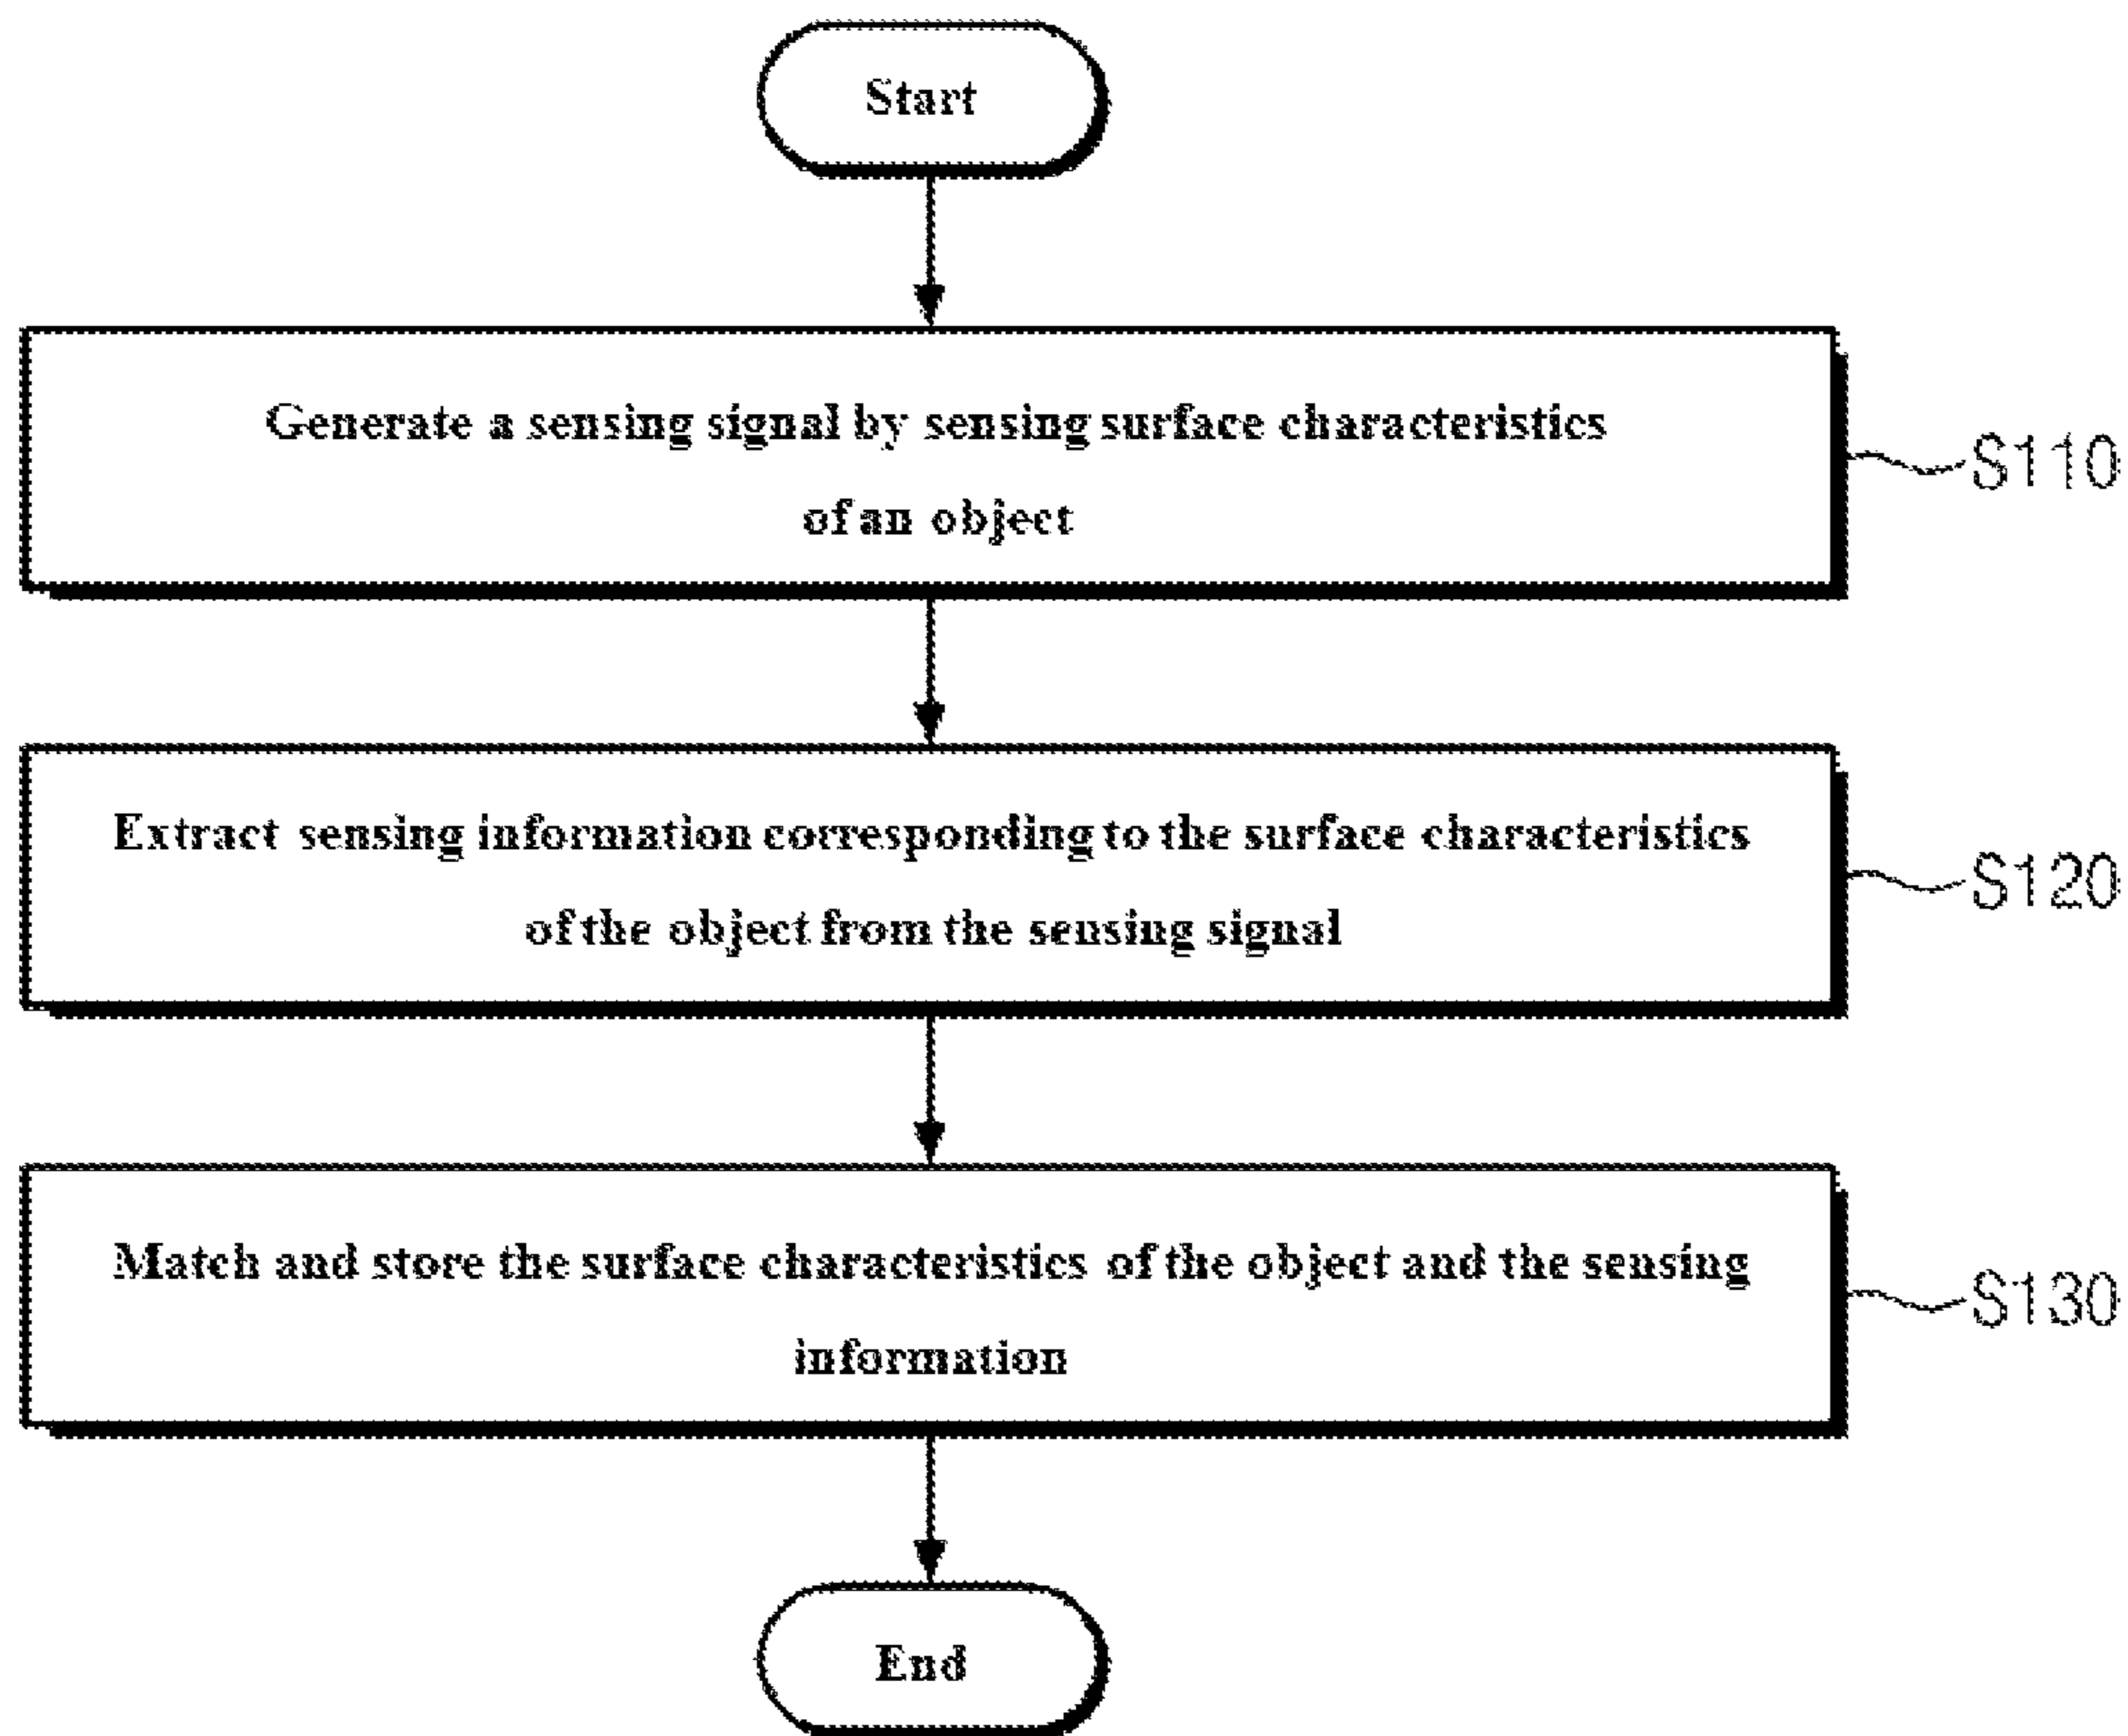 Start
Generate a sensing signal by sensing surface characteristics
of an object
S110
Extract sensing information corresponding to the surface characteristics
of the object from the sensing signal
S120
Match and store the surface characteristics of the object and the sensing
information
S130
End